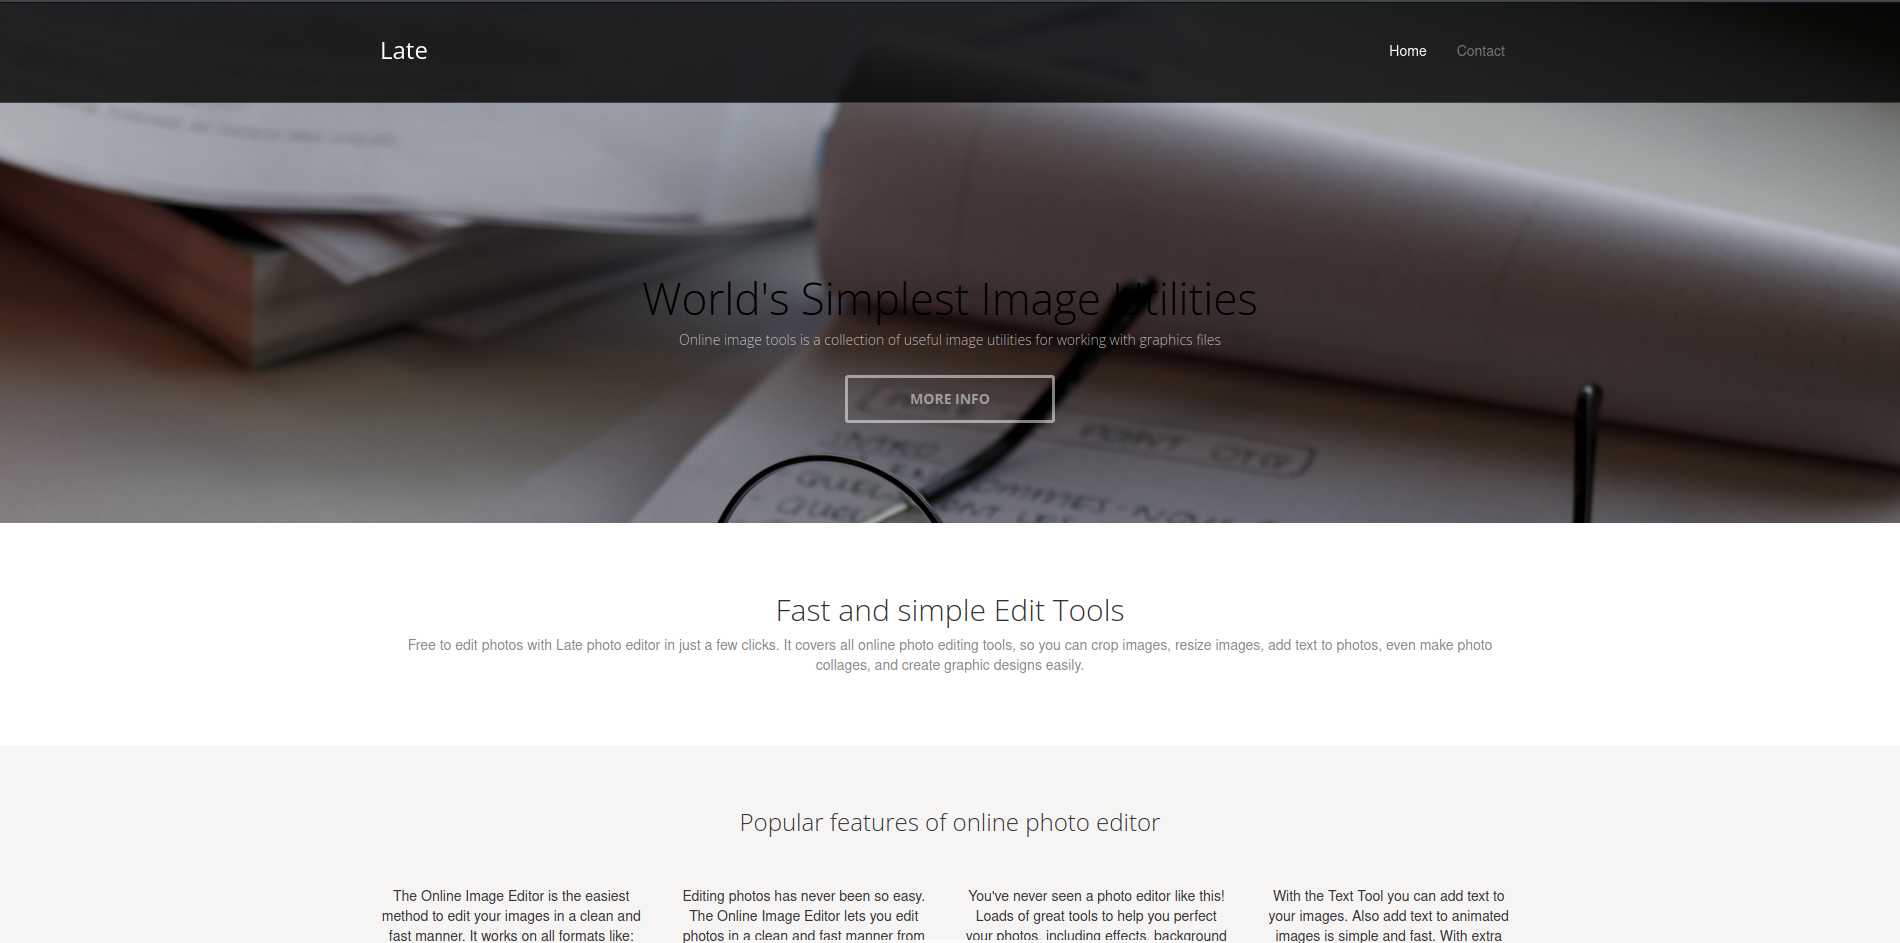 Late
Home Contact
World's Simplest Image Utilities
Online image tools is a collection of useful image utilities for working with graphics files
MORE INFO
POINT
INTRO
Fast and simple Edit Tools
Free to edit photos with Late photo editor in just a few clicks. It covers all online photo editing tools, so you can crop images, resize images, add text to photos, even make photo
collages, and create graphic designs easily.
Popular features of online photo editor
The Online Image Editor is the easiest
method to edit your images in a clean and
fast manner. It works on all formats like:
Editing photos has never been so easy.
The Online Image Editor lets you edit
photos in a clean and fast manner from
You've never seen a photo editor like this!
Loads of great tools to help you perfect
your photos, including effects, background
With the Text Tool you can add text to
your images. Also add text to animated
images is simple and fast. With extra